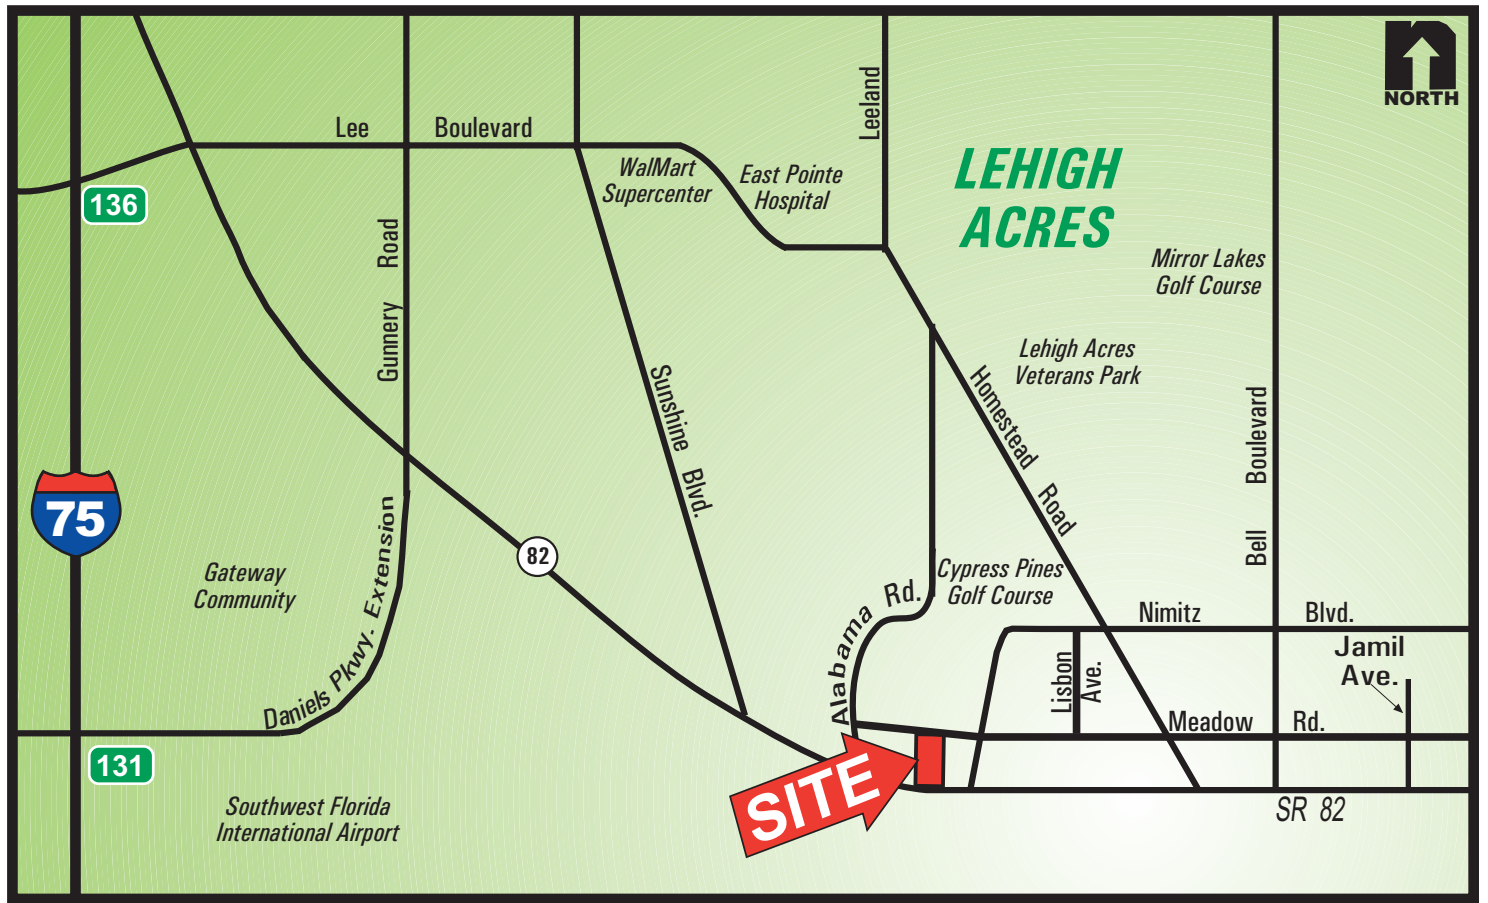 NORTH
Leeland
Lee Boulevard
WalMart
Supercenter
East Pointe
Hospital
LEHIGH
ACRES
136
Gunnery Road
Mirror Lakes
Golf Course
Lehigh Acres
Veterans Park
Sunshine Blvd.
Homestead Road
Bell Boulevard
75
82
Gateway
Community
Daniels Pkwy. Extension
Cypress Pines
Golf Course
Alabama Rd.
Nimitz Blvd.
Jamil
Ave.
Lisbon
Ave.
Meadow Rd.
131
SITE
Southwest Florida
International Airport
SR 82